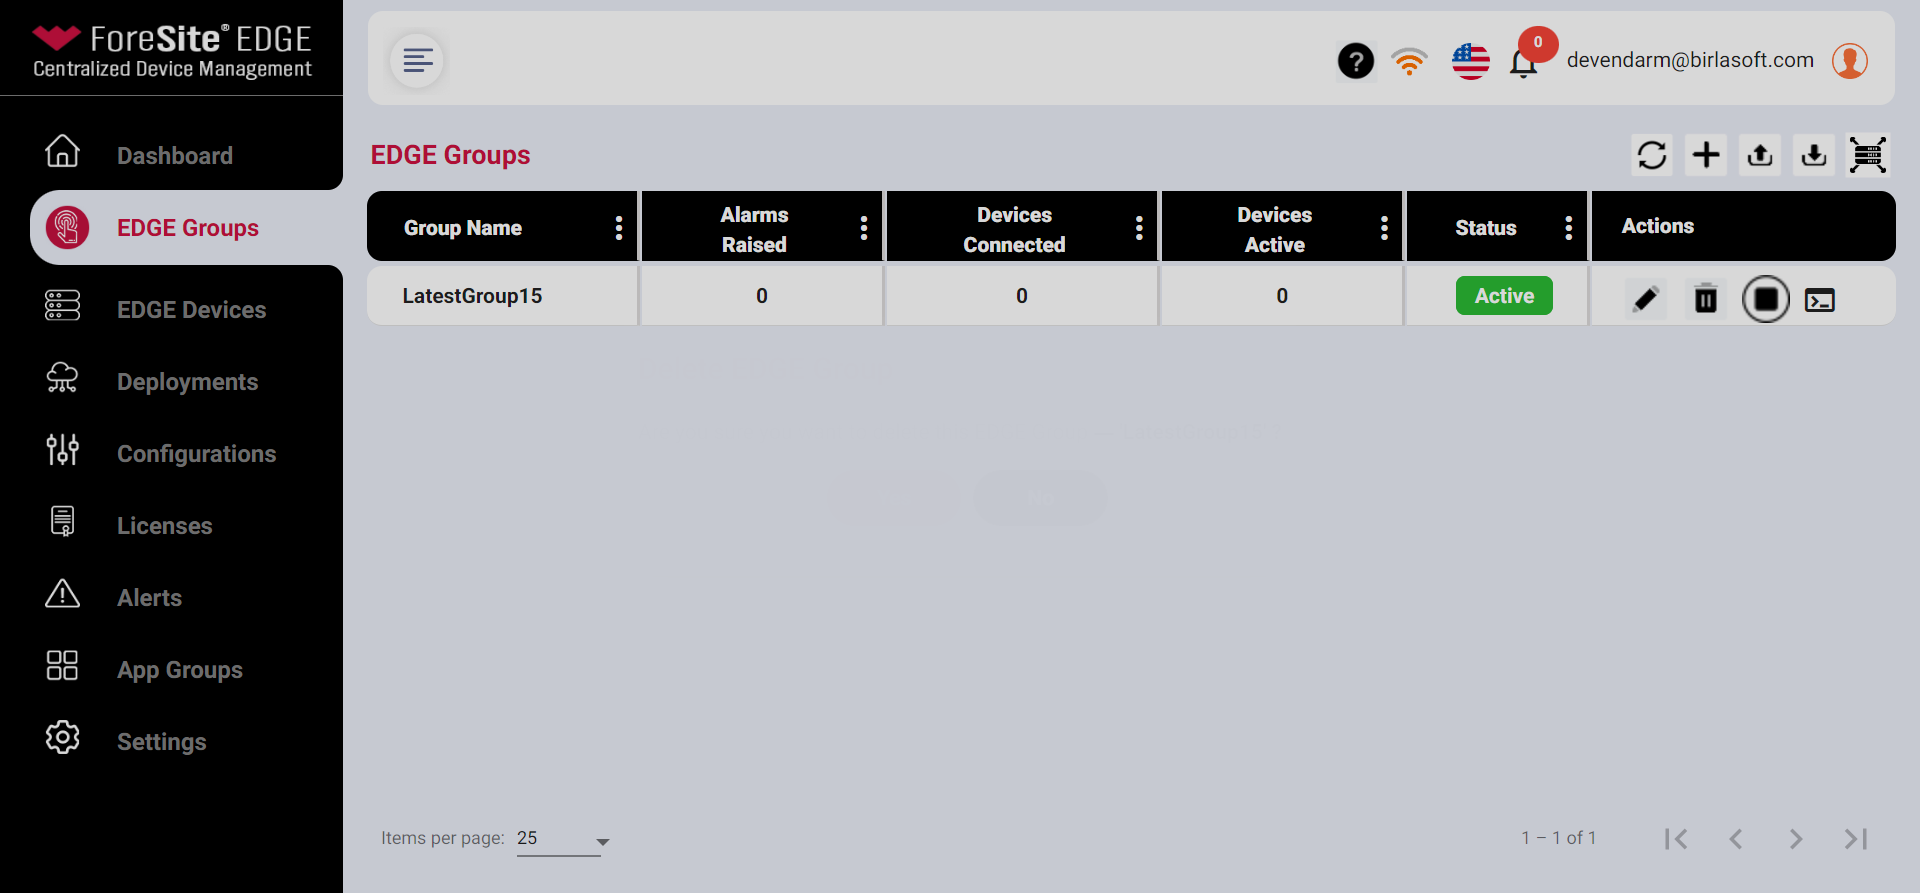 ForeSite® EDGE
Centralized Device Management
0
devendarm@birlasoft.com
Dashboard
EDGE Groups
EDGE Devices
Deployments
Configurations
Licenses
Alerts
App Groups
Settings
EDGE Groups
Group Name
Alarms
Raised
Devices
Connected
Devices
Active
Status
Actions
LatestGroup15
0
0
0
Active
No
Items per page:
25
1 – 1 of 1